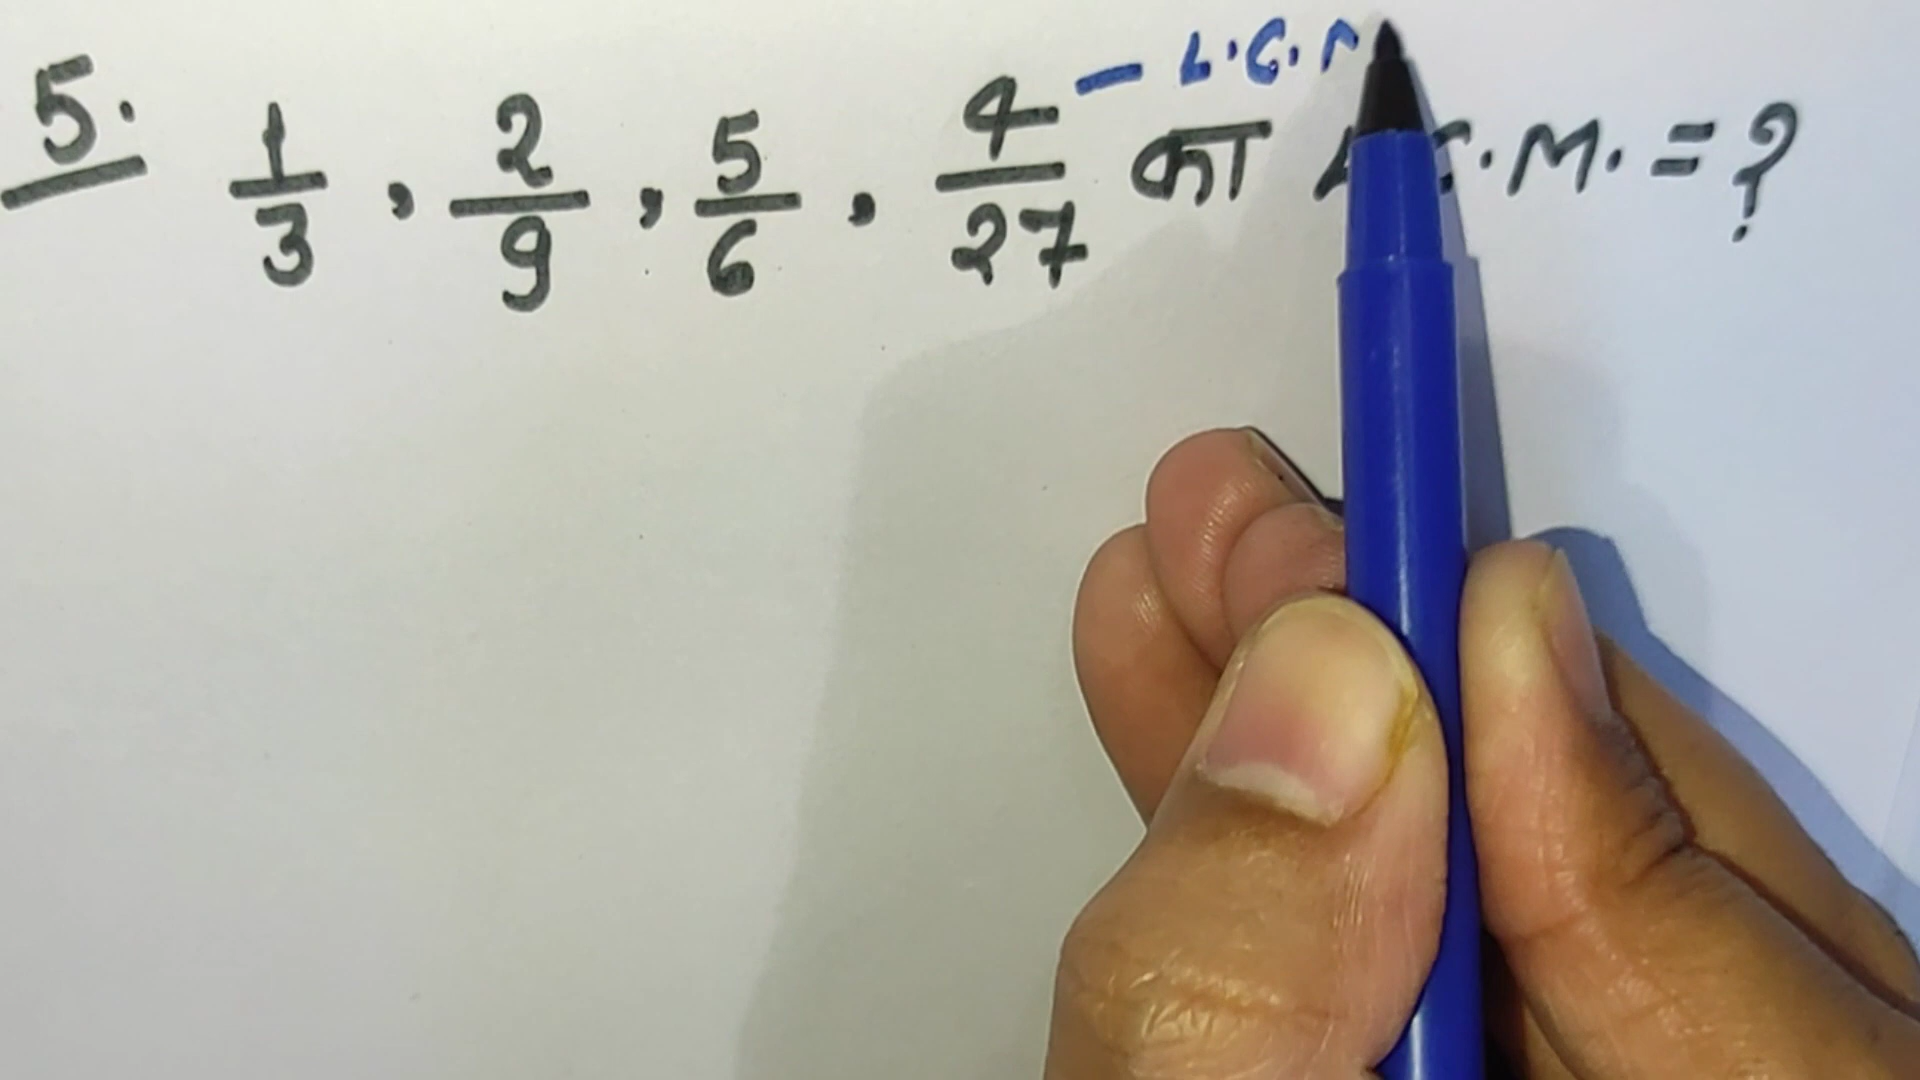 - L.C.M
5. 1/3 , 2/9 , 5/6 , 4/27 का L.C.M. = ?